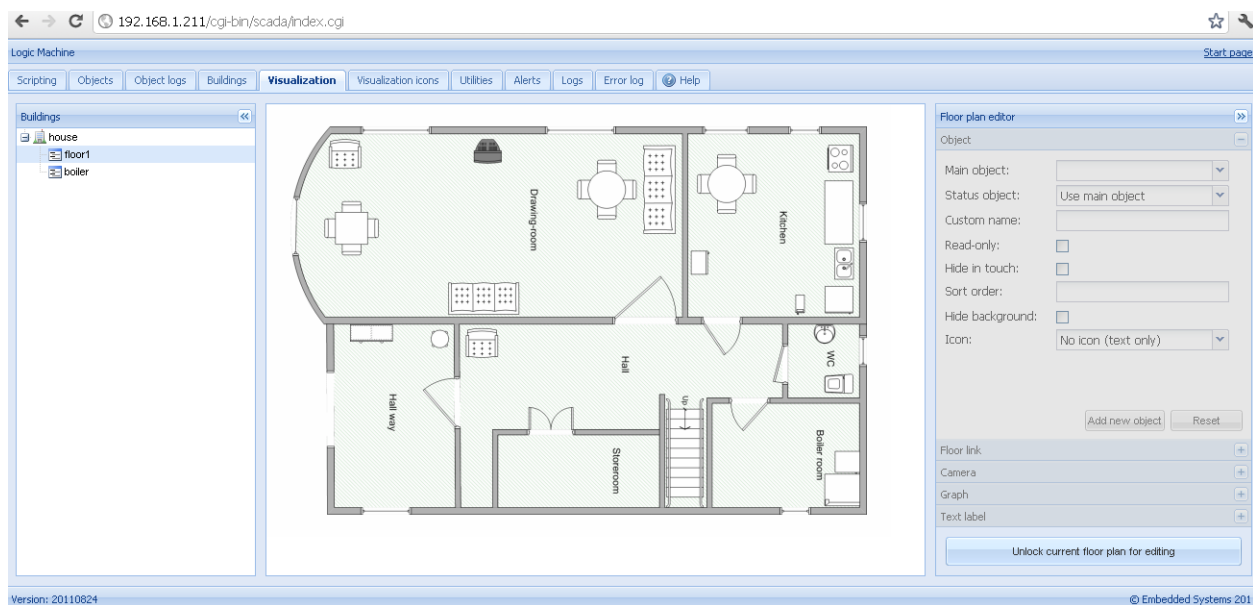 192.168.1.211/cgi-bin/scada/index.cgi
Logic Machine Start page
Scripting Objects Object logs Buildings Visualization Visualization icons Utilities Alerts Logs Error log Help
Buildings
house
floor1
boiler
Drawing-room
Kitchen
Hall
WC
Hall way
Up
Storeroom
Boiler room
Floor plan editor
Object
Main object:
Status object: Use main object
Custom name:
Read-only:
Hide in touch:
Sort order:
Hide background:
Icon: No icon (text only)
Add new object Reset
Floor link
Camera
Graph
Text label
Unlock current floor plan for editing
Version: 20110824 © Embedded Systems 201